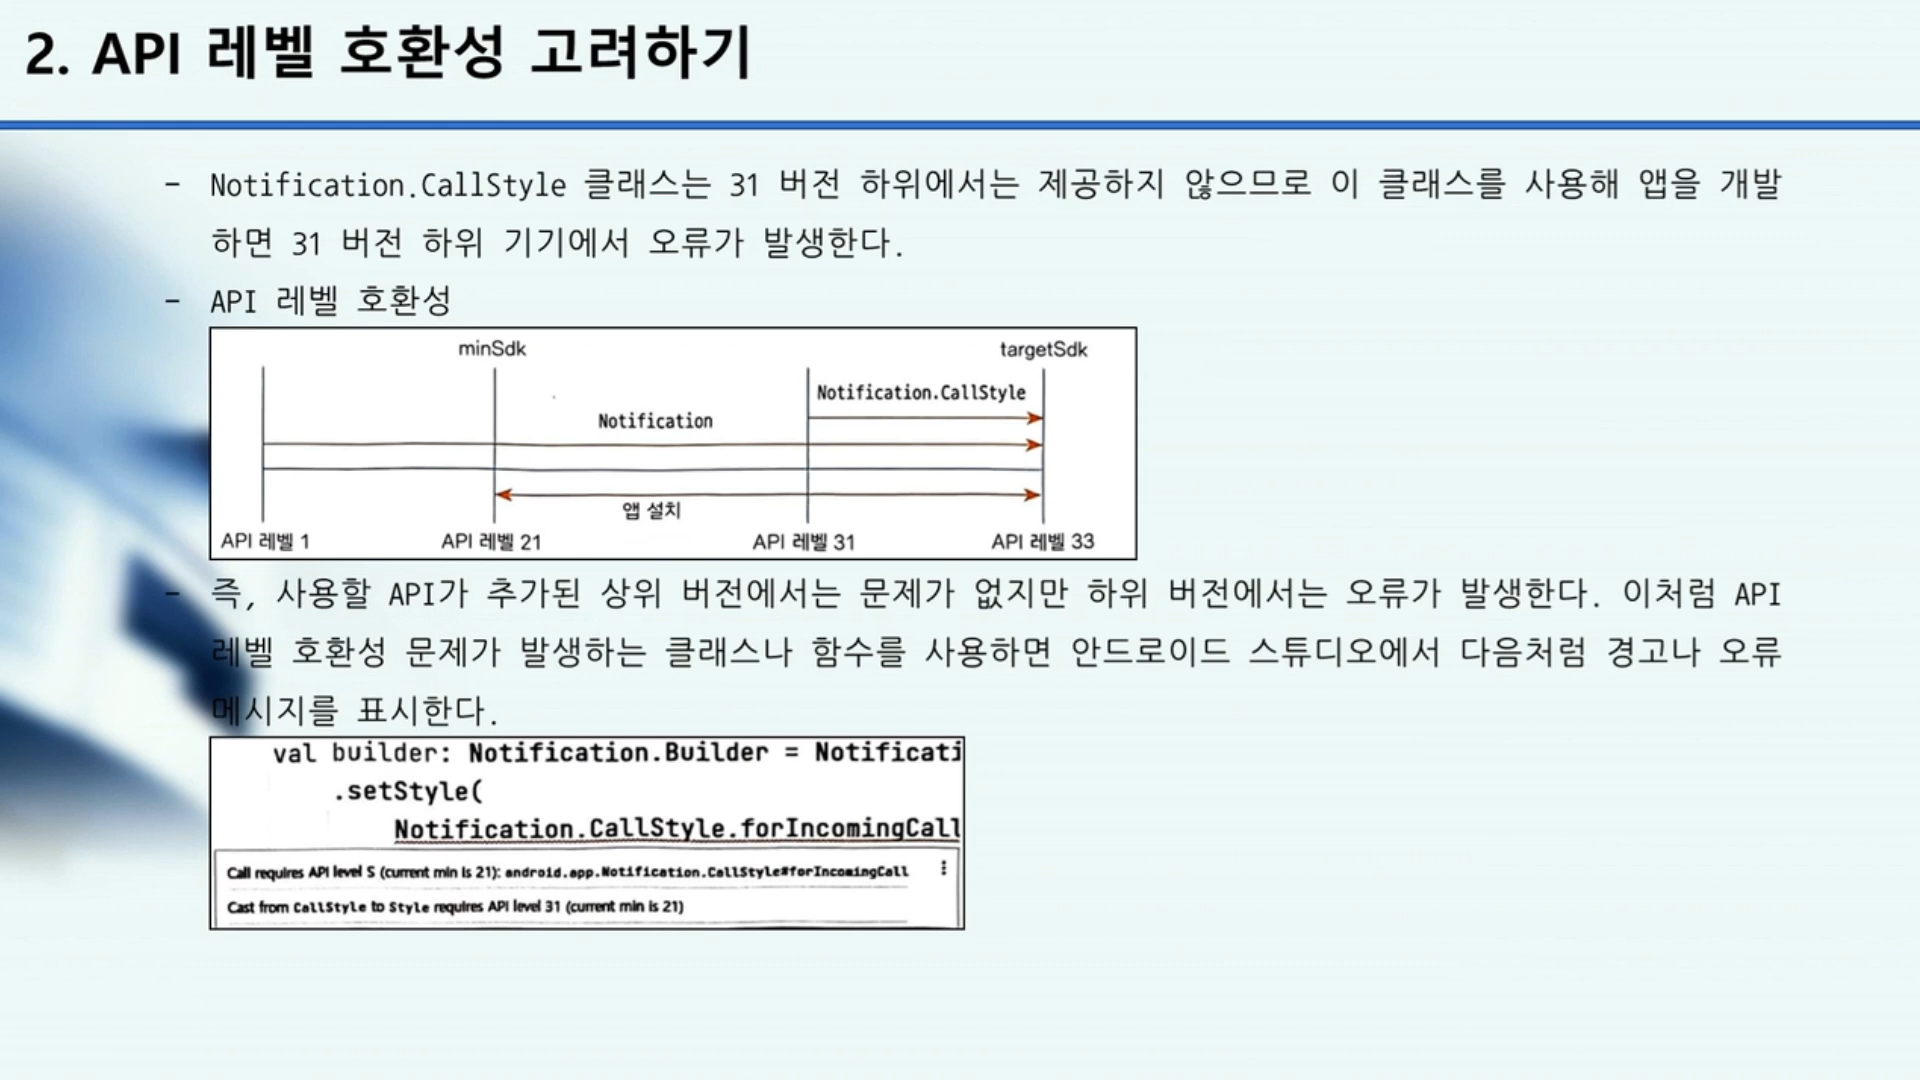 2. API 레벨 호환성 고려하기
- Notification.CallStyle 클래스는 31 버전 하위에서는 제공하지 않으므로 이 클래스를 사용해 앱을 개발
하면 31 버전 하위 기기에서 오류가 발생한다.
- API 레벨 호환성
minSdk targetSdk
Notification.CallStyle
Notification
앱 설치
API 레벨 1 API 레벨 21 API 레벨 31 API 레벨 33
- 즉, 사용할 API가 추가된 상위 버전에서는 문제가 없지만 하위 버전에서는 오류가 발생한다. 이처럼 API
레벨 호환성 문제가 발생하는 클래스나 함수를 사용하면 안드로이드 스튜디오에서 다음처럼 경고나 오류
메시지를 표시한다.
val builder: Notification.Builder = Notificati
.setStyle(
Notification.CallStyle.forIncomingCall
Call requires API level S (current min is 21): android.app.Notification.CallStyle#forIncomingCall
Cast from CallStyle to Style requires API level 31 (current min is 21)